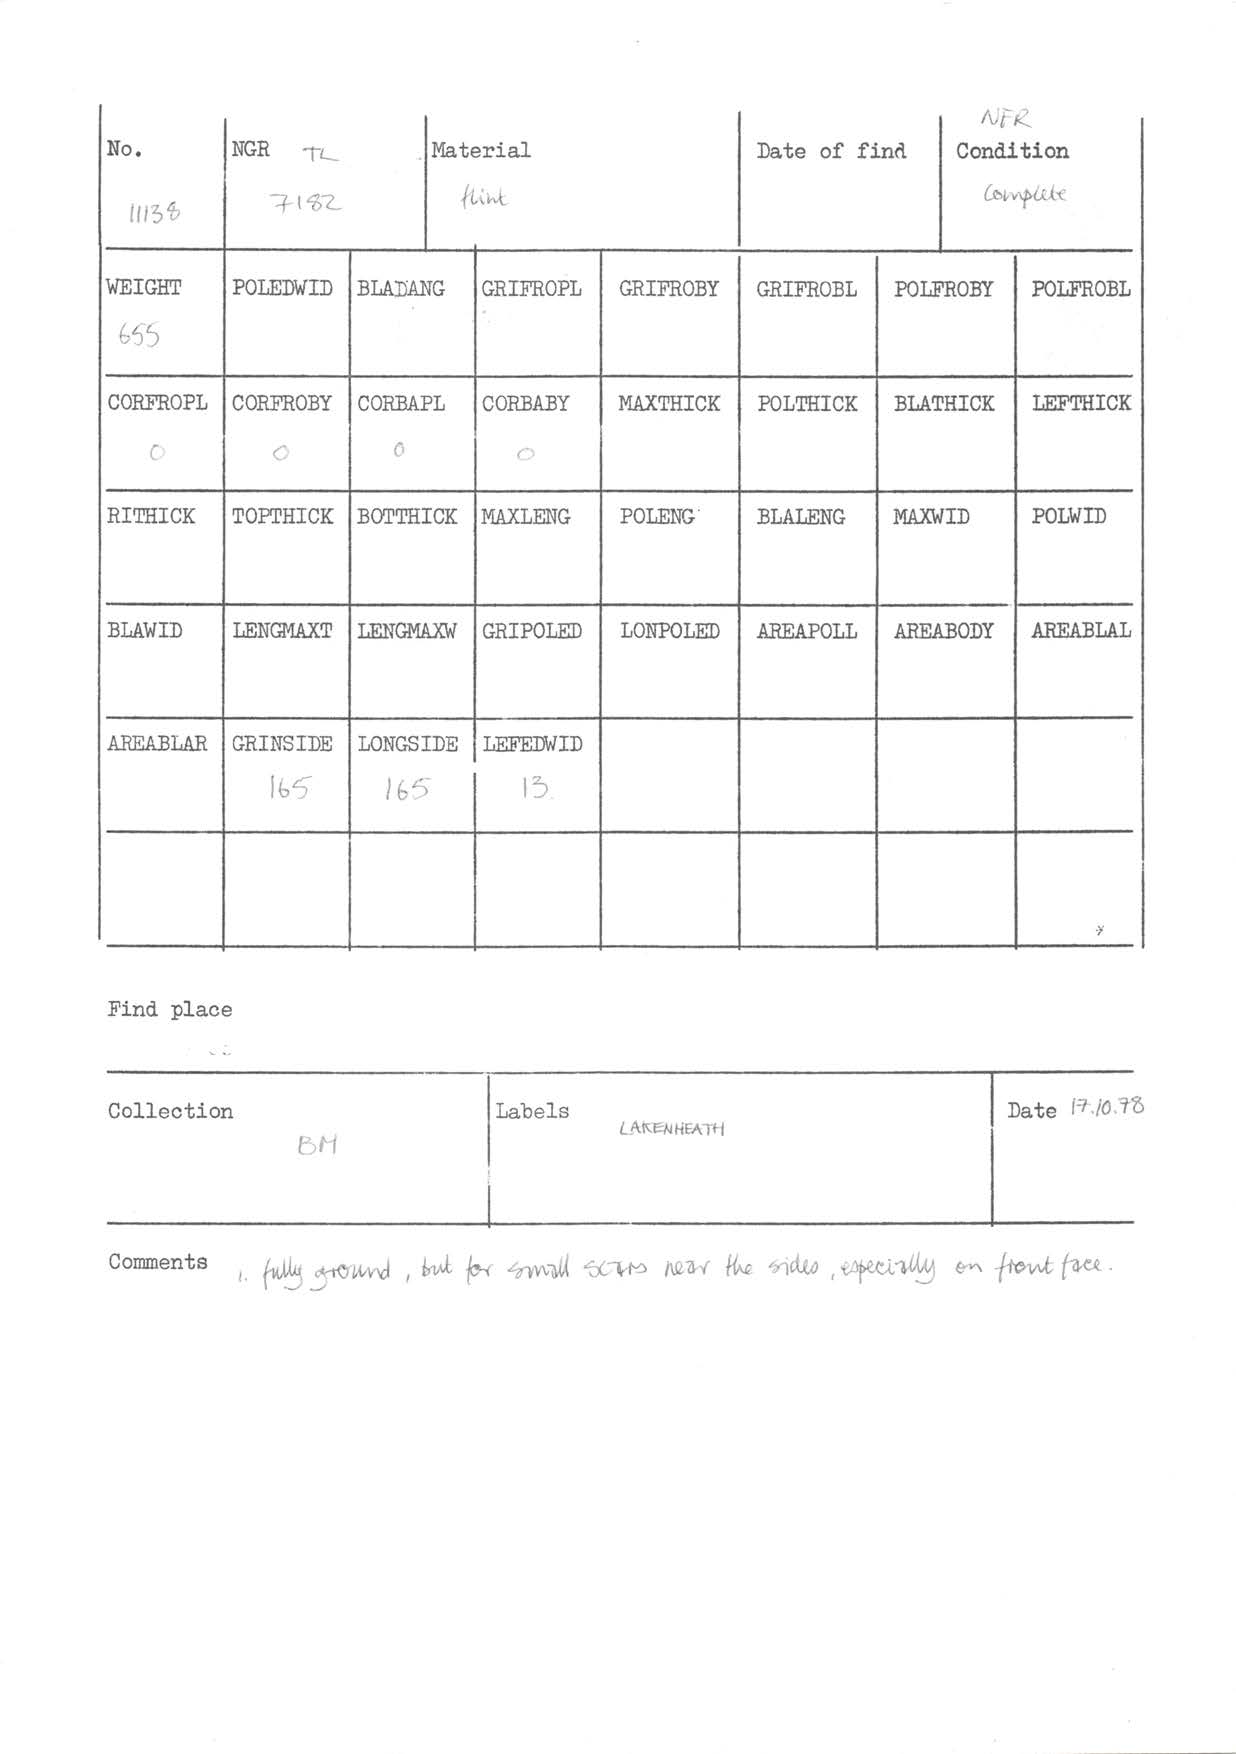 NFR
No. NGR TL Material Date of find Condition
11138 7182 flint Complete
WEIGHT POLEDWID BLADANG GRIFROPL GRIFROBY GRIFROBL POLFROBY POLFROBL
655
CORFROPL CORFROBY CORBAPL CORBABY MAXTHICK POLTHICK BLATHICK LEFTHICK
0 0 0 0
RITHICK TOPTHICK BOTTHICK MAXLENG POLENG BLALENG MAXWID POLWID
BLAWID LENGMAXT LENGMAXW GRIPOLED LONPOLED AREAPOLL AREABODY AREABLAL
AREABLAR GRINSIDE LONGSIDE LEFEDWID
165 165 13
Find place
Collection Labels Date 17.10.78
BM LAKENHEATH
Comments 1. fully ground, but for small scars near the sides, especially on front face.